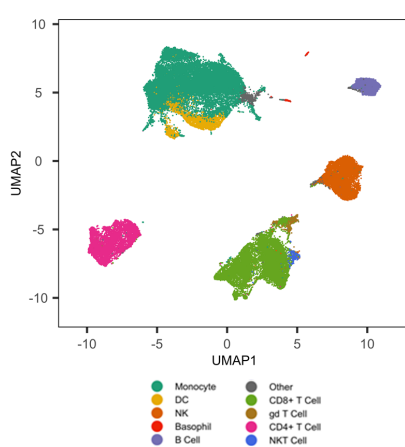 10
5
0
-5
-10
UMAP2
-10 -5 0 5 10
UMAP1
Monocyte Other
DC CD8+ T Cell
NK gd T Cell
Basophil CD4+ T Cell
B Cell NKT Cell